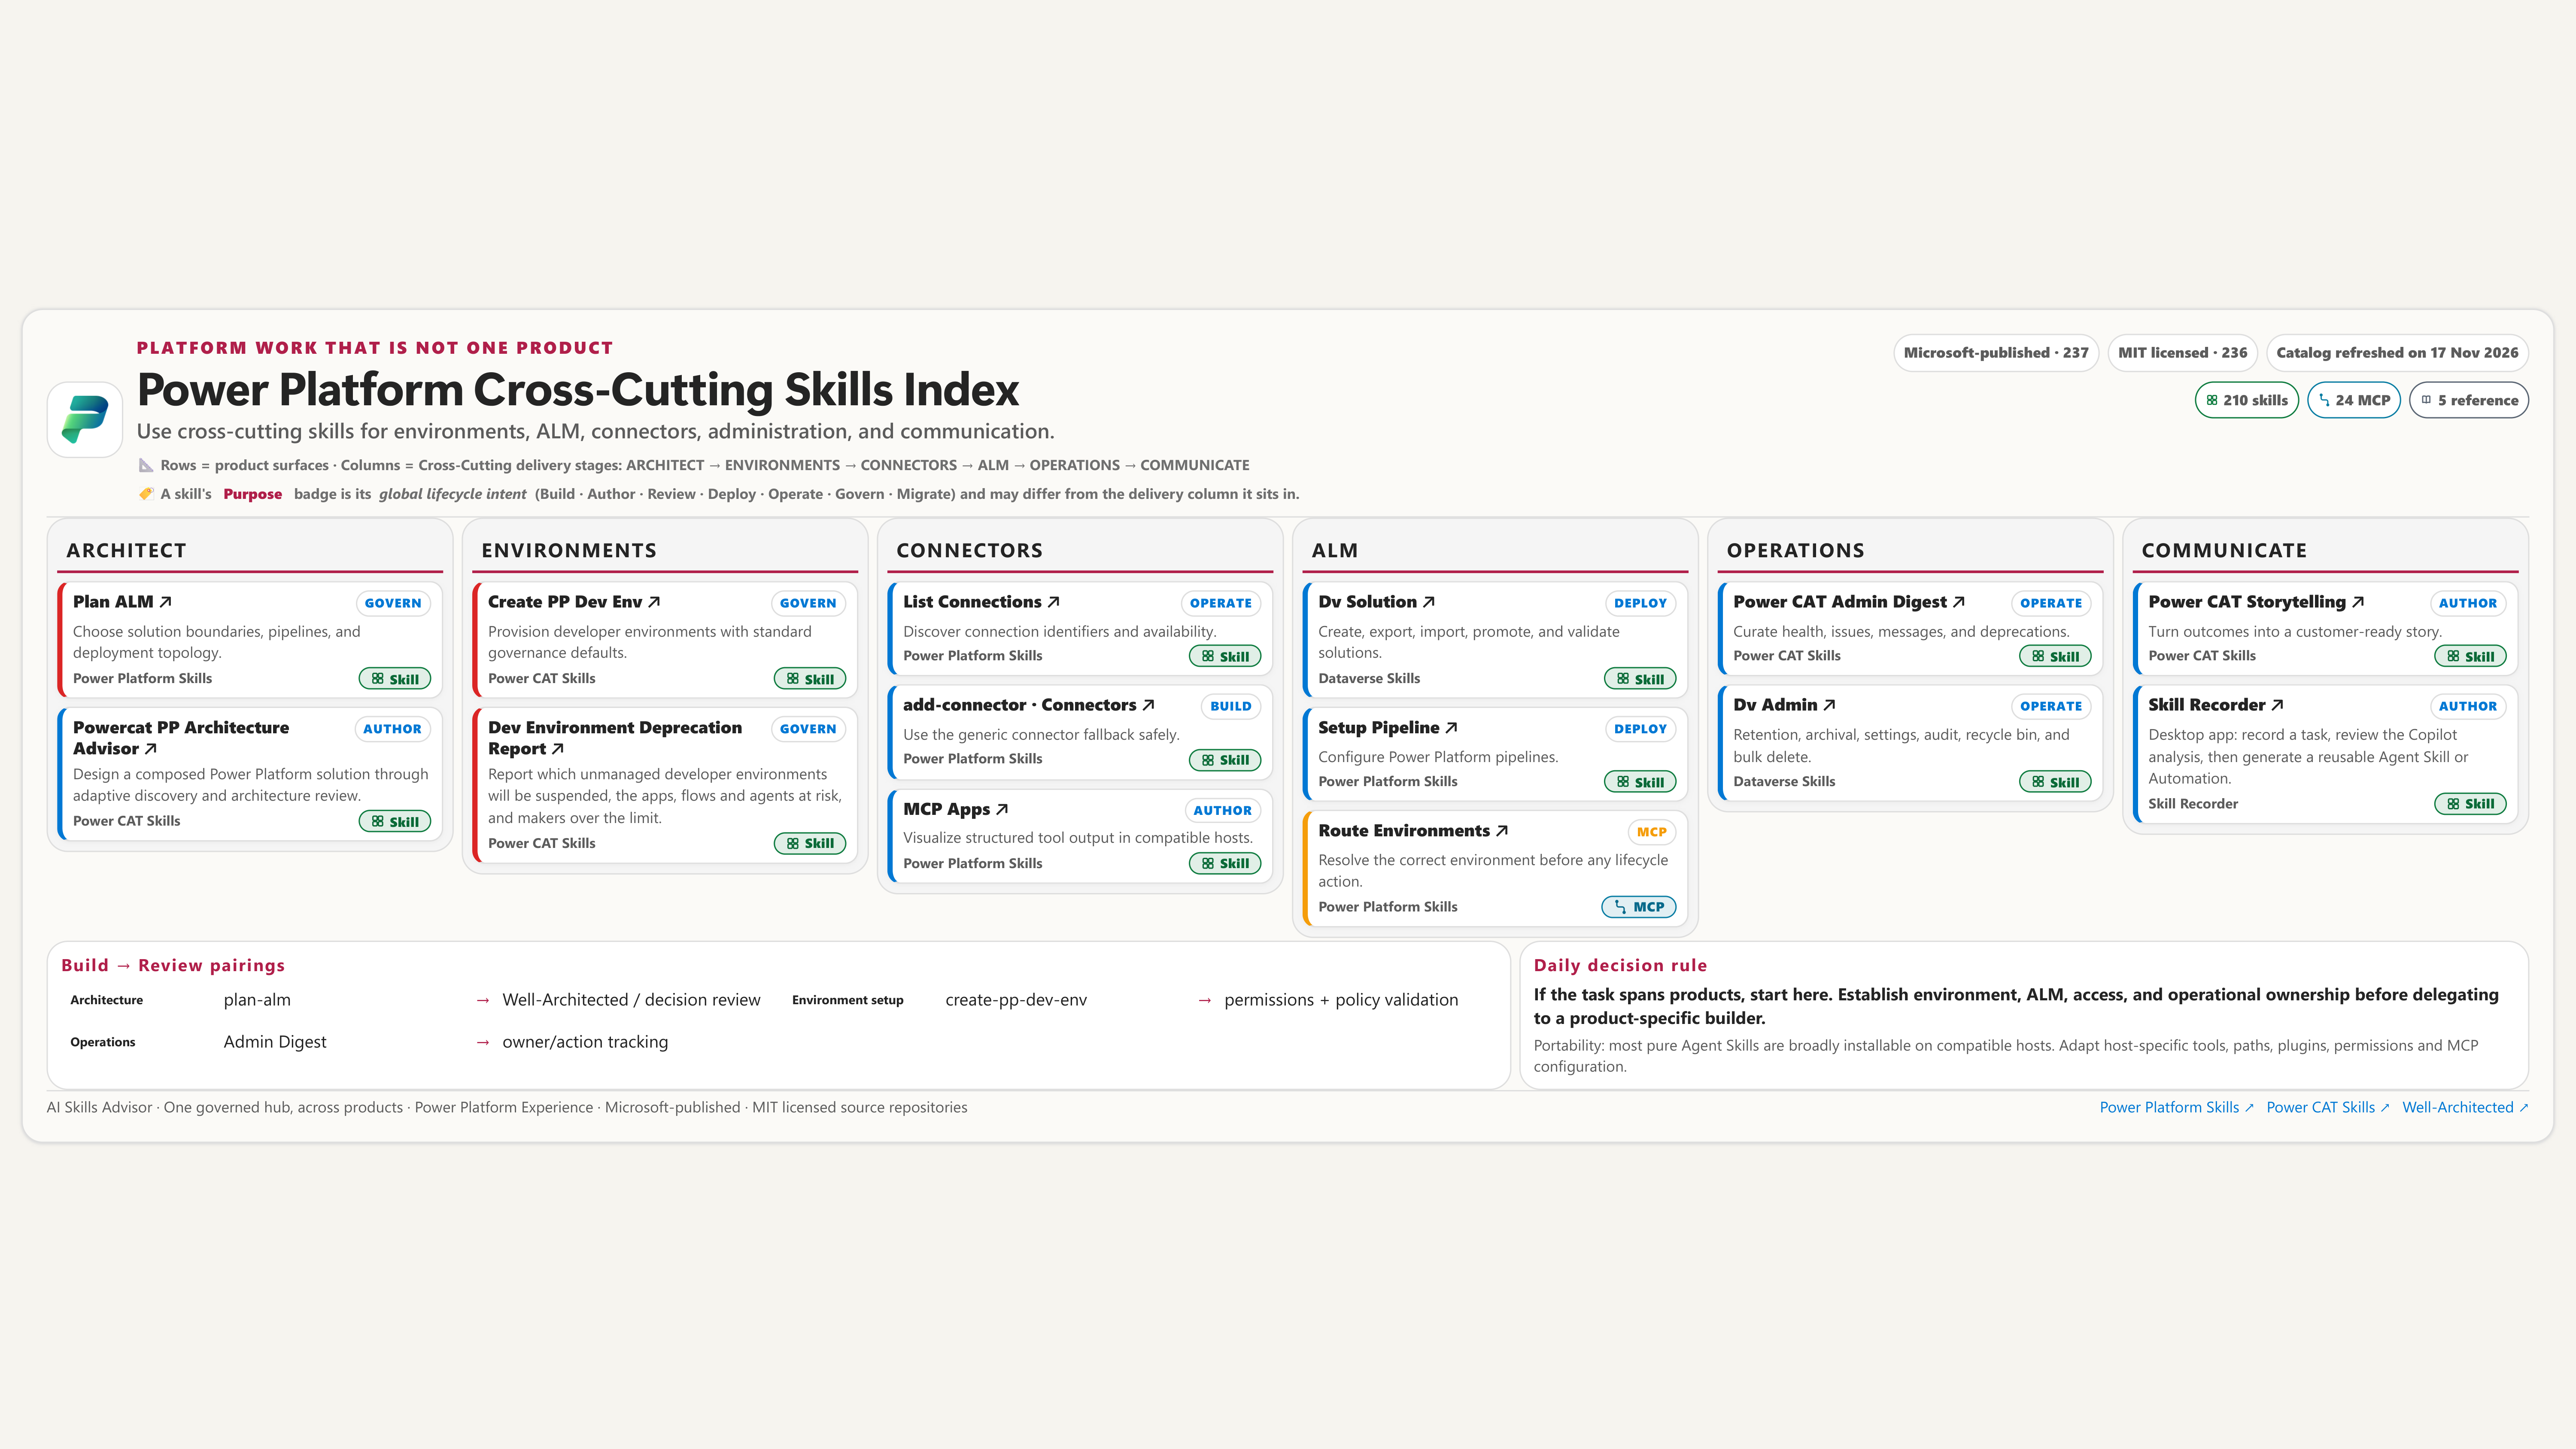 PLATFORM WORK THAT IS NOT ONE PRODUCT
Power Platform Cross-Cutting Skills Index
Use cross-cutting skills for environments, ALM, connectors, administration, and communication.
Rows = product surfaces · Columns = Cross-Cutting delivery stages: ARCHITECT → ENVIRONMENTS → CONNECTORS → ALM → OPERATIONS → COMMUNICATE
A skill's Purpose badge is its global lifecycle intent (Build · Author · Review · Deploy · Operate · Govern · Migrate) and may differ from the delivery column it sits in.
Microsoft-published · 237
MIT licensed · 236
Catalog refreshed on 17 Nov 2026
210 skills
24 MCP
5 reference
ARCHITECT
Plan ALM ↗
GOVERN
Choose solution boundaries, pipelines, and
deployment topology.
Power Platform Skills
Skill
Powercat PP Architecture
Advisor ↗
AUTHOR
Design a composed Power Platform solution through
adaptive discovery and architecture review.
Power CAT Skills
Skill
ENVIRONMENTS
Create PP Dev Env ↗
GOVERN
Provision developer environments with standard
governance defaults.
Power CAT Skills
Skill
Dev Environment Deprecation
Report ↗
GOVERN
Report which unmanaged developer environments
will be suspended, the apps, flows and agents at risk,
and makers over the limit.
Power CAT Skills
Skill
CONNECTORS
List Connections ↗
OPERATE
Discover connection identifiers and availability.
Power Platform Skills
Skill
add-connector · Connectors ↗
BUILD
Use the generic connector fallback safely.
Power Platform Skills
Skill
MCP Apps ↗
AUTHOR
Visualize structured tool output in compatible hosts.
Power Platform Skills
Skill
ALM
Dv Solution ↗
DEPLOY
Create, export, import, promote, and validate
solutions.
Dataverse Skills
Skill
Setup Pipeline ↗
DEPLOY
Configure Power Platform pipelines.
Power Platform Skills
Skill
Route Environments ↗
MCP
Resolve the correct environment before any lifecycle
action.
Power Platform Skills
MCP
OPERATIONS
Power CAT Admin Digest ↗
OPERATE
Curate health, issues, messages, and deprecations.
Power CAT Skills
Skill
Dv Admin ↗
OPERATE
Retention, archival, settings, audit, recycle bin, and
bulk delete.
Dataverse Skills
Skill
COMMUNICATE
Power CAT Storytelling ↗
AUTHOR
Turn outcomes into a customer-ready story.
Power CAT Skills
Skill
Skill Recorder ↗
AUTHOR
Desktop app: record a task, review the Copilot
analysis, then generate a reusable Agent Skill or
Automation.
Skill Recorder
Skill
Build → Review pairings
Architecture plan-alm → Well-Architected / decision review
Environment setup create-pp-dev-env → permissions + policy validation
Operations Admin Digest → owner/action tracking
Daily decision rule
If the task spans products, start here. Establish environment, ALM, access, and operational ownership before delegating
to a product-specific builder.
Portability: most pure Agent Skills are broadly installable on compatible hosts. Adapt host-specific tools, paths, plugins, permissions and MCP
configuration.
AI Skills Advisor · One governed hub, across products · Power Platform Experience · Microsoft-published · MIT licensed source repositories
Power Platform Skills ↗ Power CAT Skills ↗ Well-Architected ↗